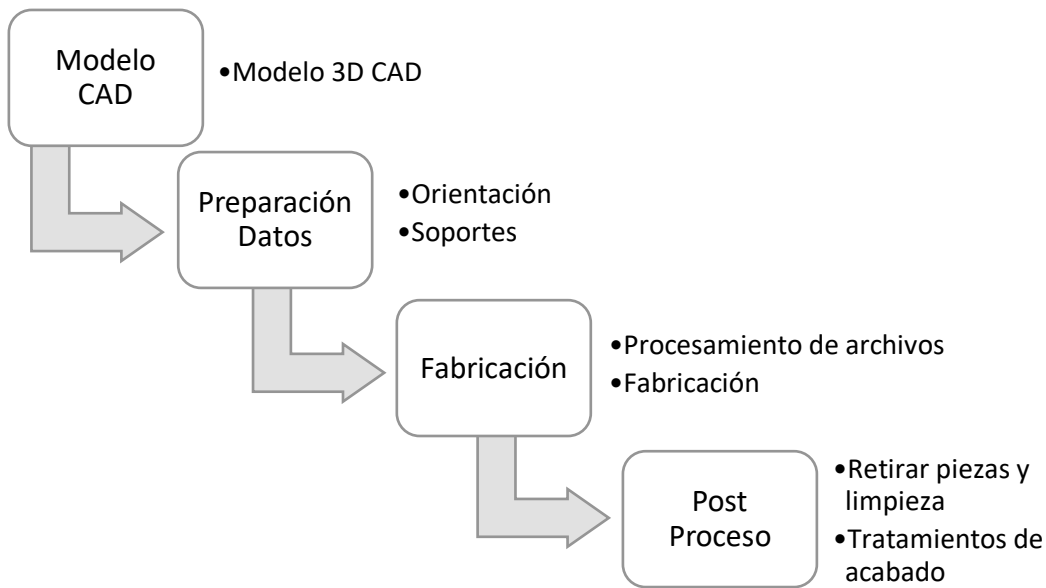 Modelo
CAD
•Modelo 3D CAD
Preparación
Datos
•Orientación
•Soportes
Fabricación
•Procesamiento de archivos
•Fabricación
Post
Proceso
•Retirar piezas y
limpieza
•Tratamientos de
acabado